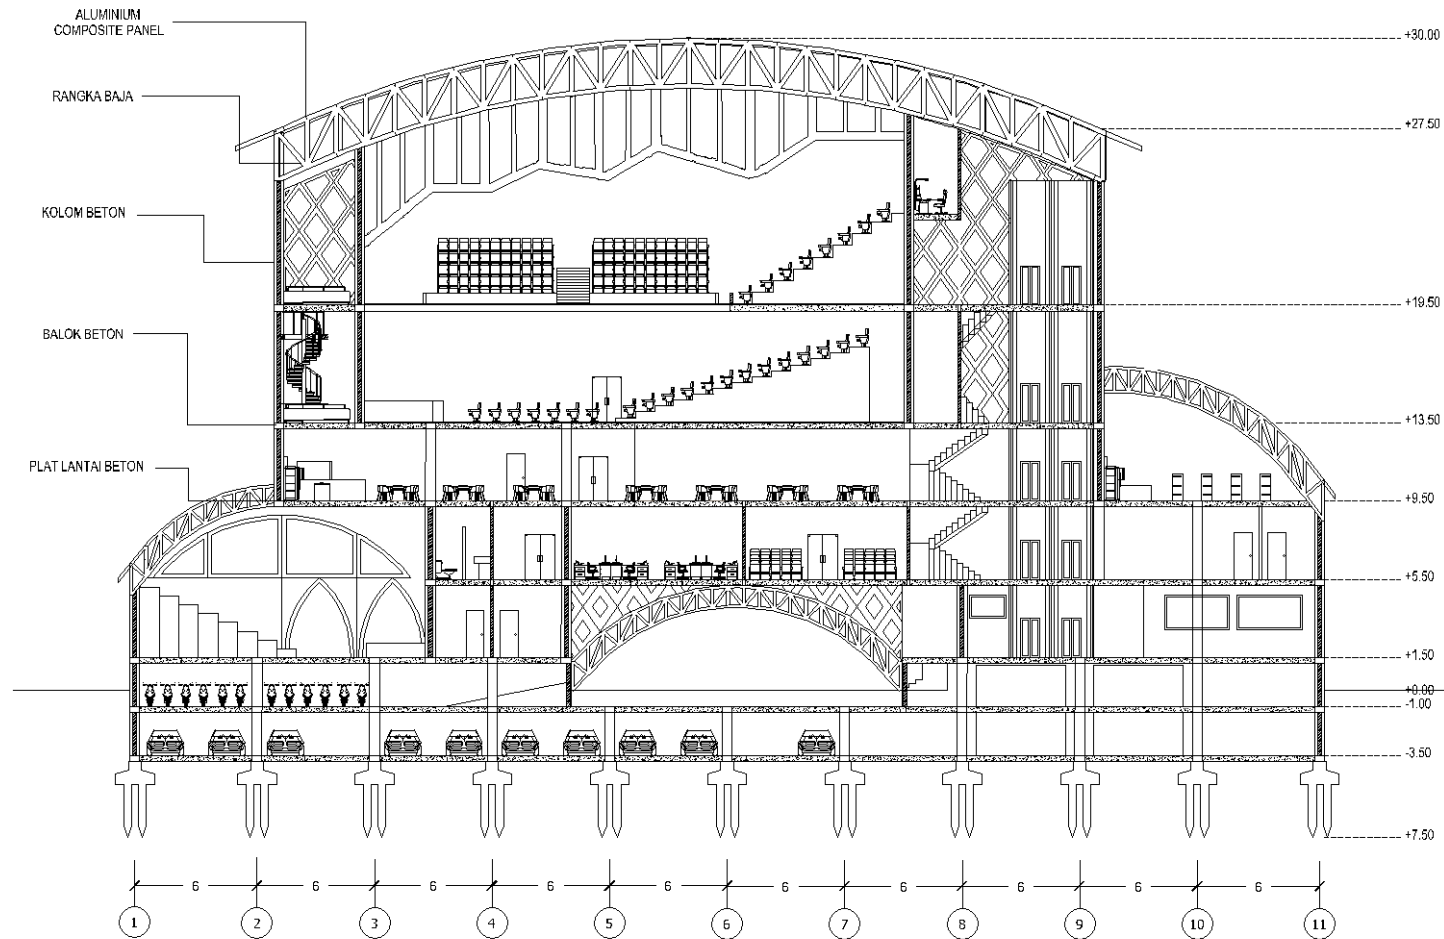 ALUMINIUM
COMPOSITE PANEL
RANGKA BAJA
KOLOM BETON
BALOK BETON
PLAT LANTAI BETON
+30.00
+27.50
+19.50
+13.50
+9.50
+5.50
+1.50
+0.00
-1.00
-3.50
+7.50
6 6 6 6 6 6 6 6 6 6
1 2 3 4 5 6 7 8 9 10 11